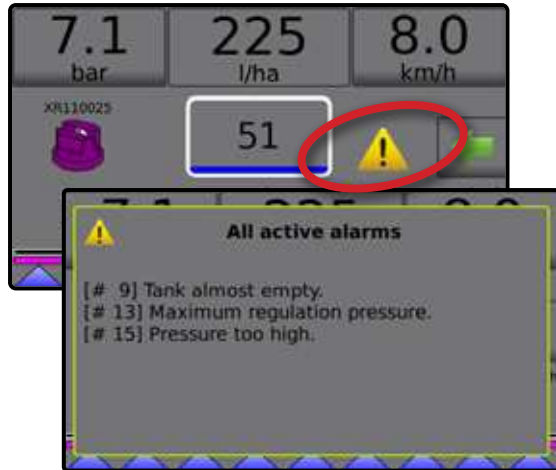 7.1 225 8.0
bar l/ha km/h
XR110025
51
All active alarms
[# 9] Tank almost empty.
[# 13] Maximum regulation pressure.
[# 15] Pressure too high.